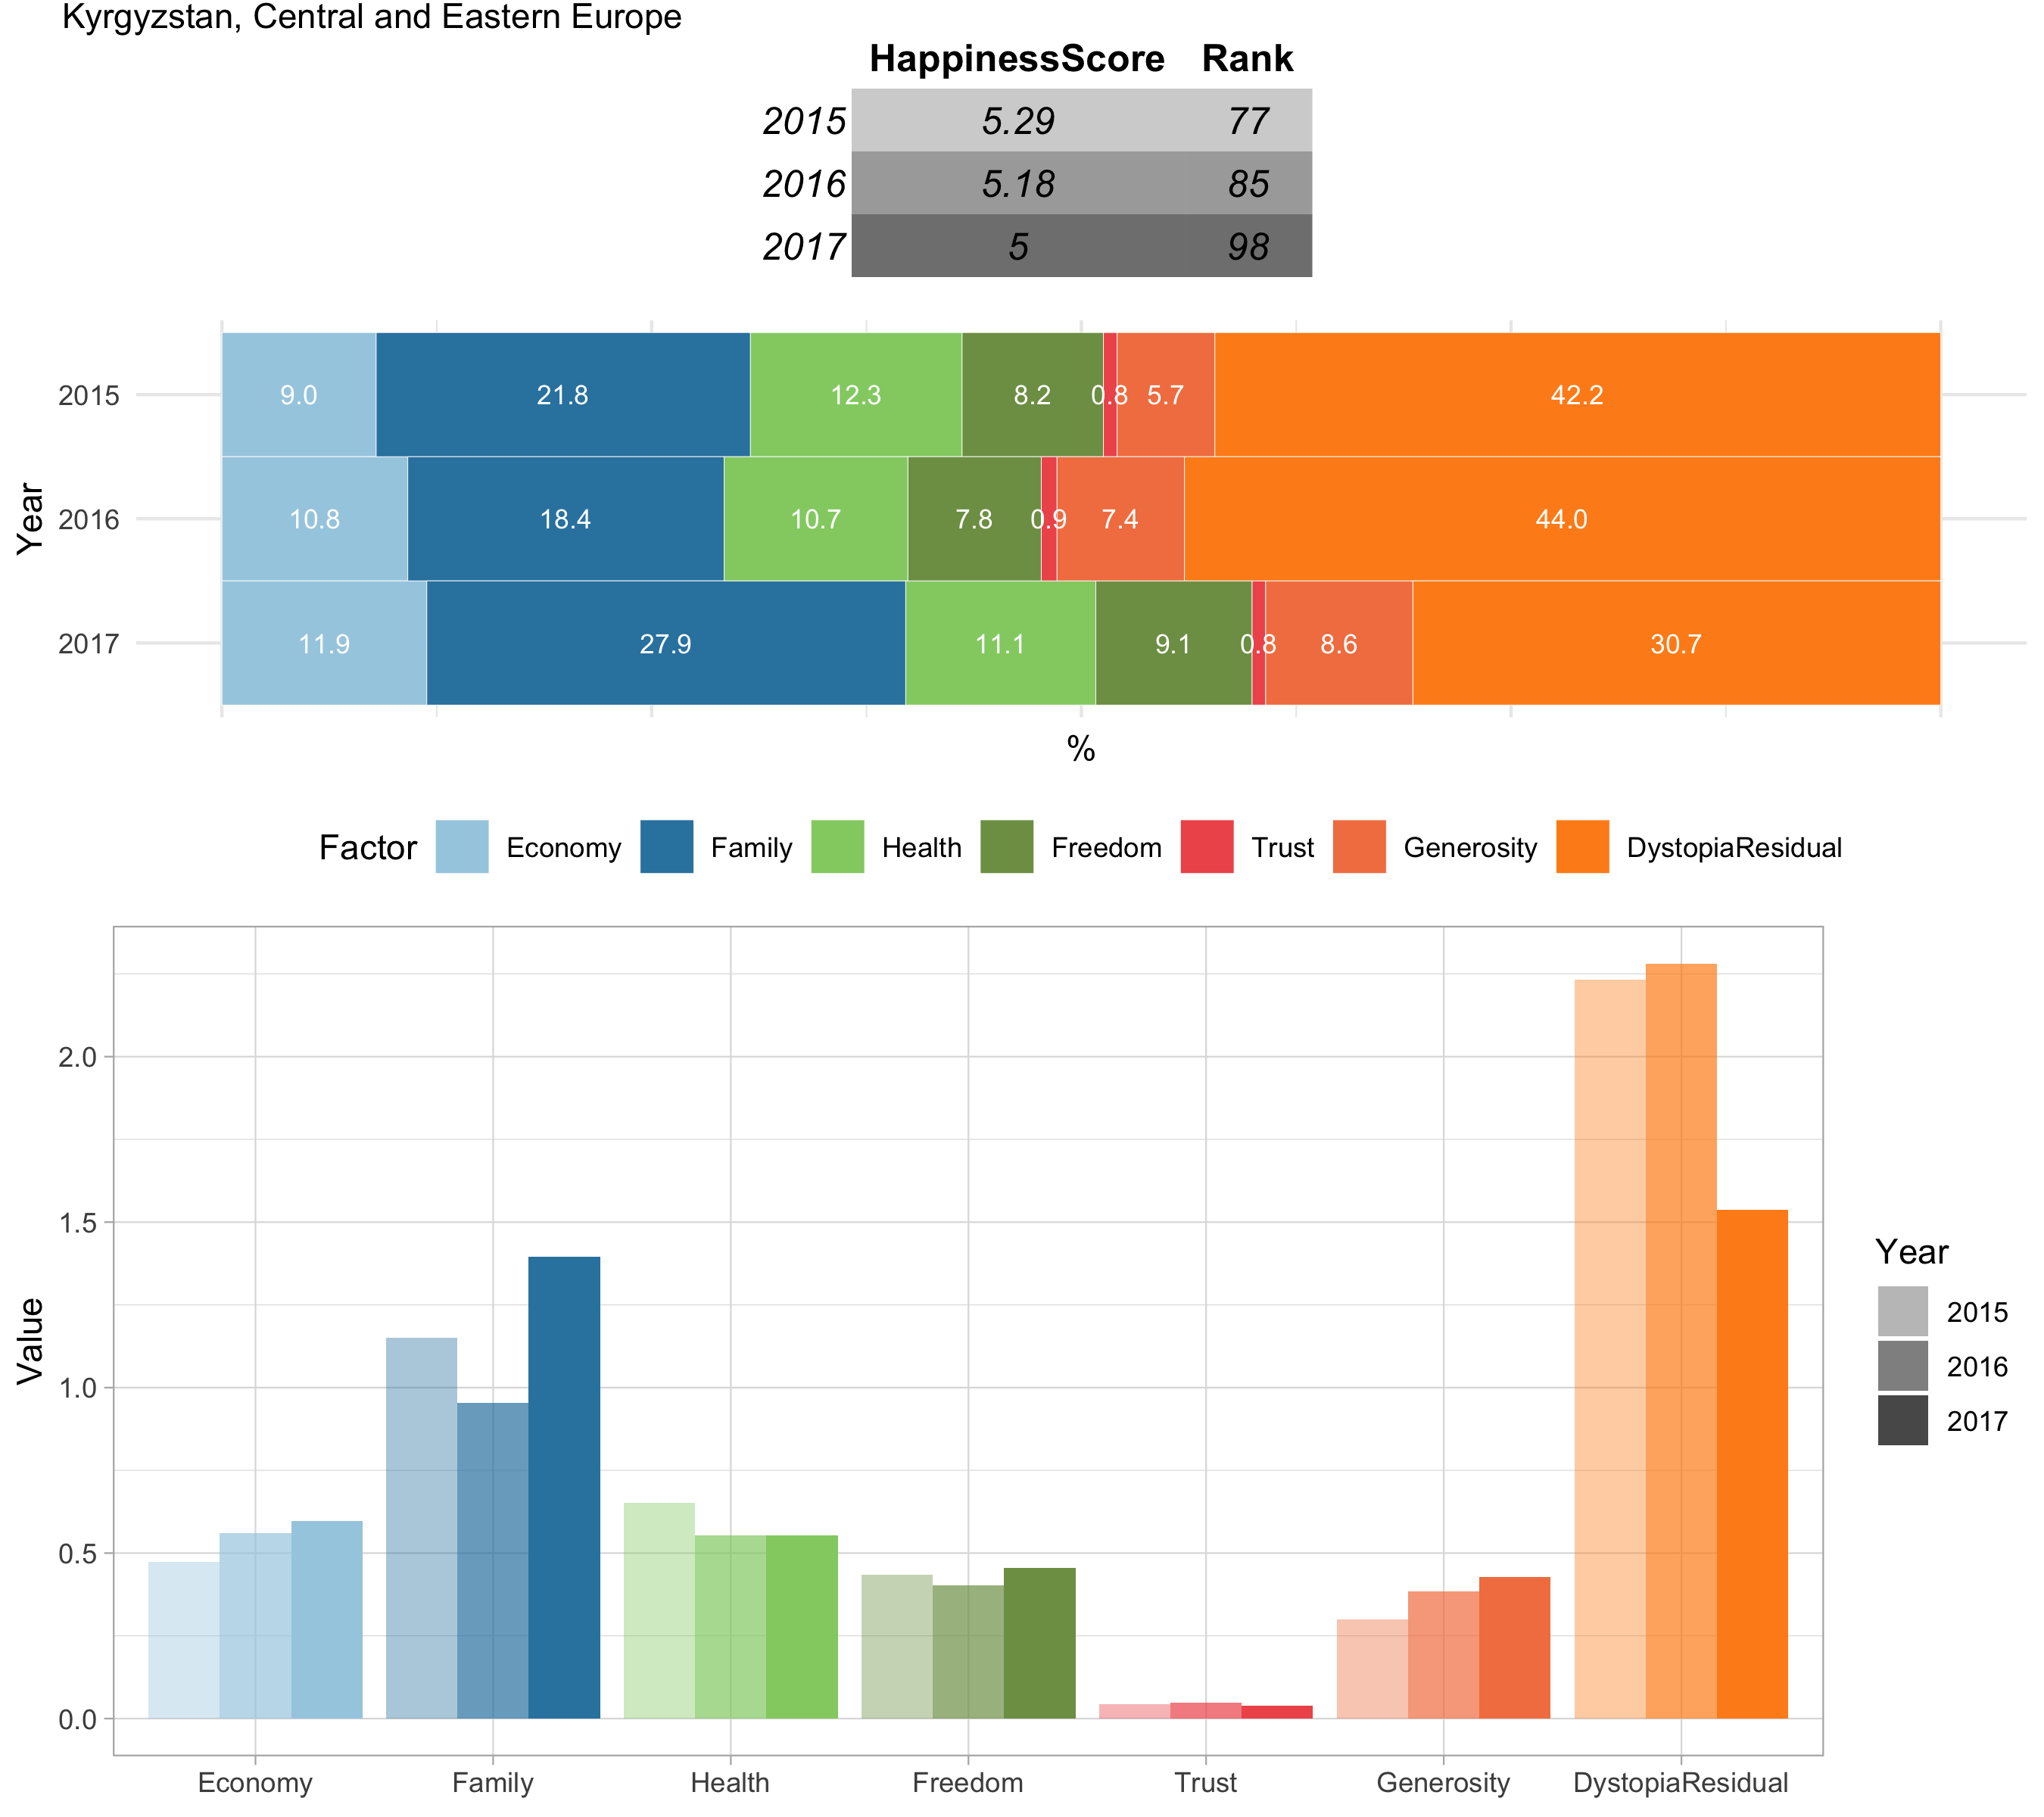 Kyrgyzstan, Central and Eastern Europe
HappinessScore Rank
2015 5.29 77
2016 5.18 85
2017 5 98
Year
2015 9.0 21.8 12.3 8.2 0.8 5.7 42.2
2016 10.8 18.4 10.7 7.8 0.9 7.4 44.0
2017 11.9 27.9 11.1 9.1 0.8 8.6 30.7
%
Factor Economy Family Health Freedom Trust Generosity DystopiaResidual
Value
2.0
1.5
1.0
0.5
0.0
Economy Family Health Freedom Trust Generosity DystopiaResidual
Year
2015
2016
2017